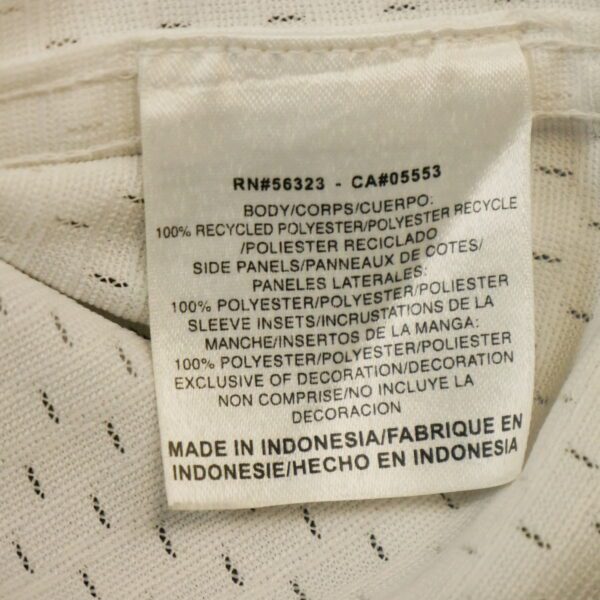 RN#56323 - CA#05553
BODY/CORPS/CUERPO:
100% RECYCLED POLYESTER/POLYESTER RECYCLE
/POLIESTER RECICLADO
SIDE PANELS/PANNEAUX DE COTES/
PANELES LATERALES:
100% POLYESTER/POLYESTER/POLIESTER
SLEEVE INSETS/INCRUSTATIONS DE LA
MANCHE/INSERTOS DE LA MANGA:
100% POLYESTER/POLYESTER/POLIESTER
EXCLUSIVE OF DECORATION/DECORATION
NON COMPRISE/NO INCLUYE LA
DECORACION
MADE IN INDONESIA/FABRIQUE EN
INDONESIE/HECHO EN INDONESIA